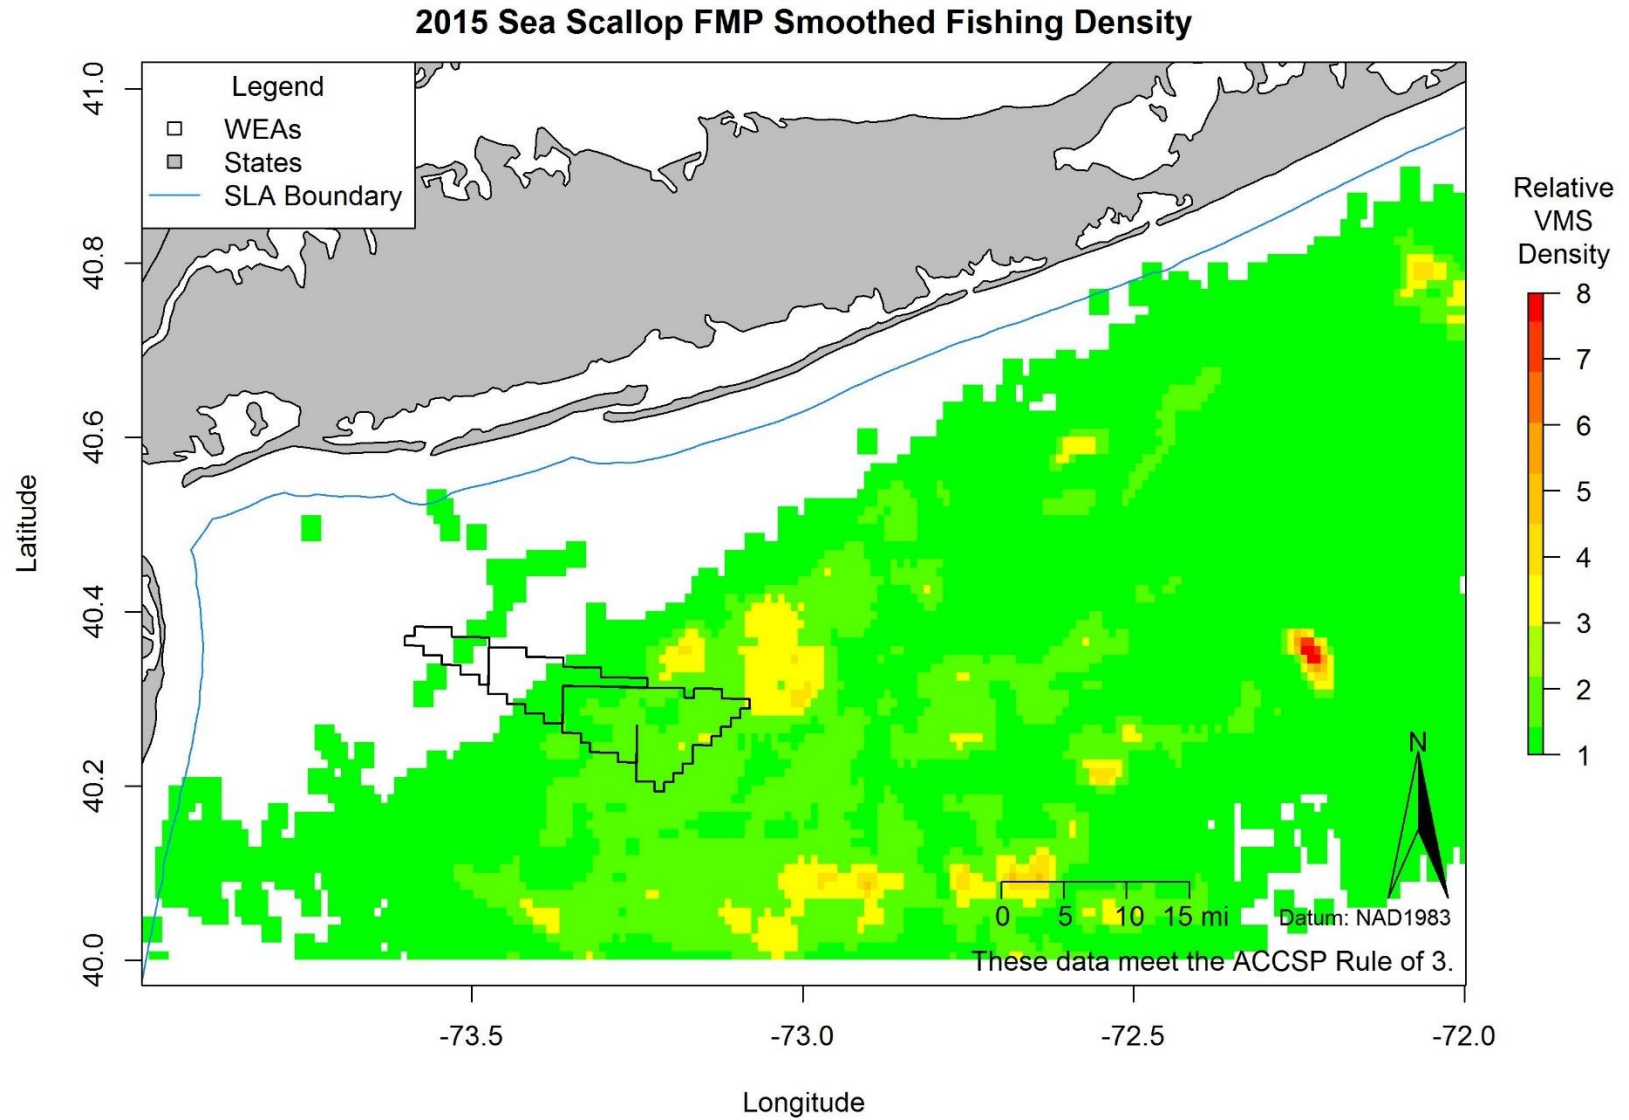 2015 Sea Scallop FMP Smoothed Fishing Density
Legend
WEAs
States
SLA Boundary
Latitude
41.0
40.8
40.6
40.4
40.2
40.0
Relative
VMS
Density
8
7
6
5
4
3
2
1
N
0 5 10 15 mi
Datum: NAD1983
These data meet the ACCSP Rule of 3.
-73.5 -73.0 -72.5 -72.0
Longitude